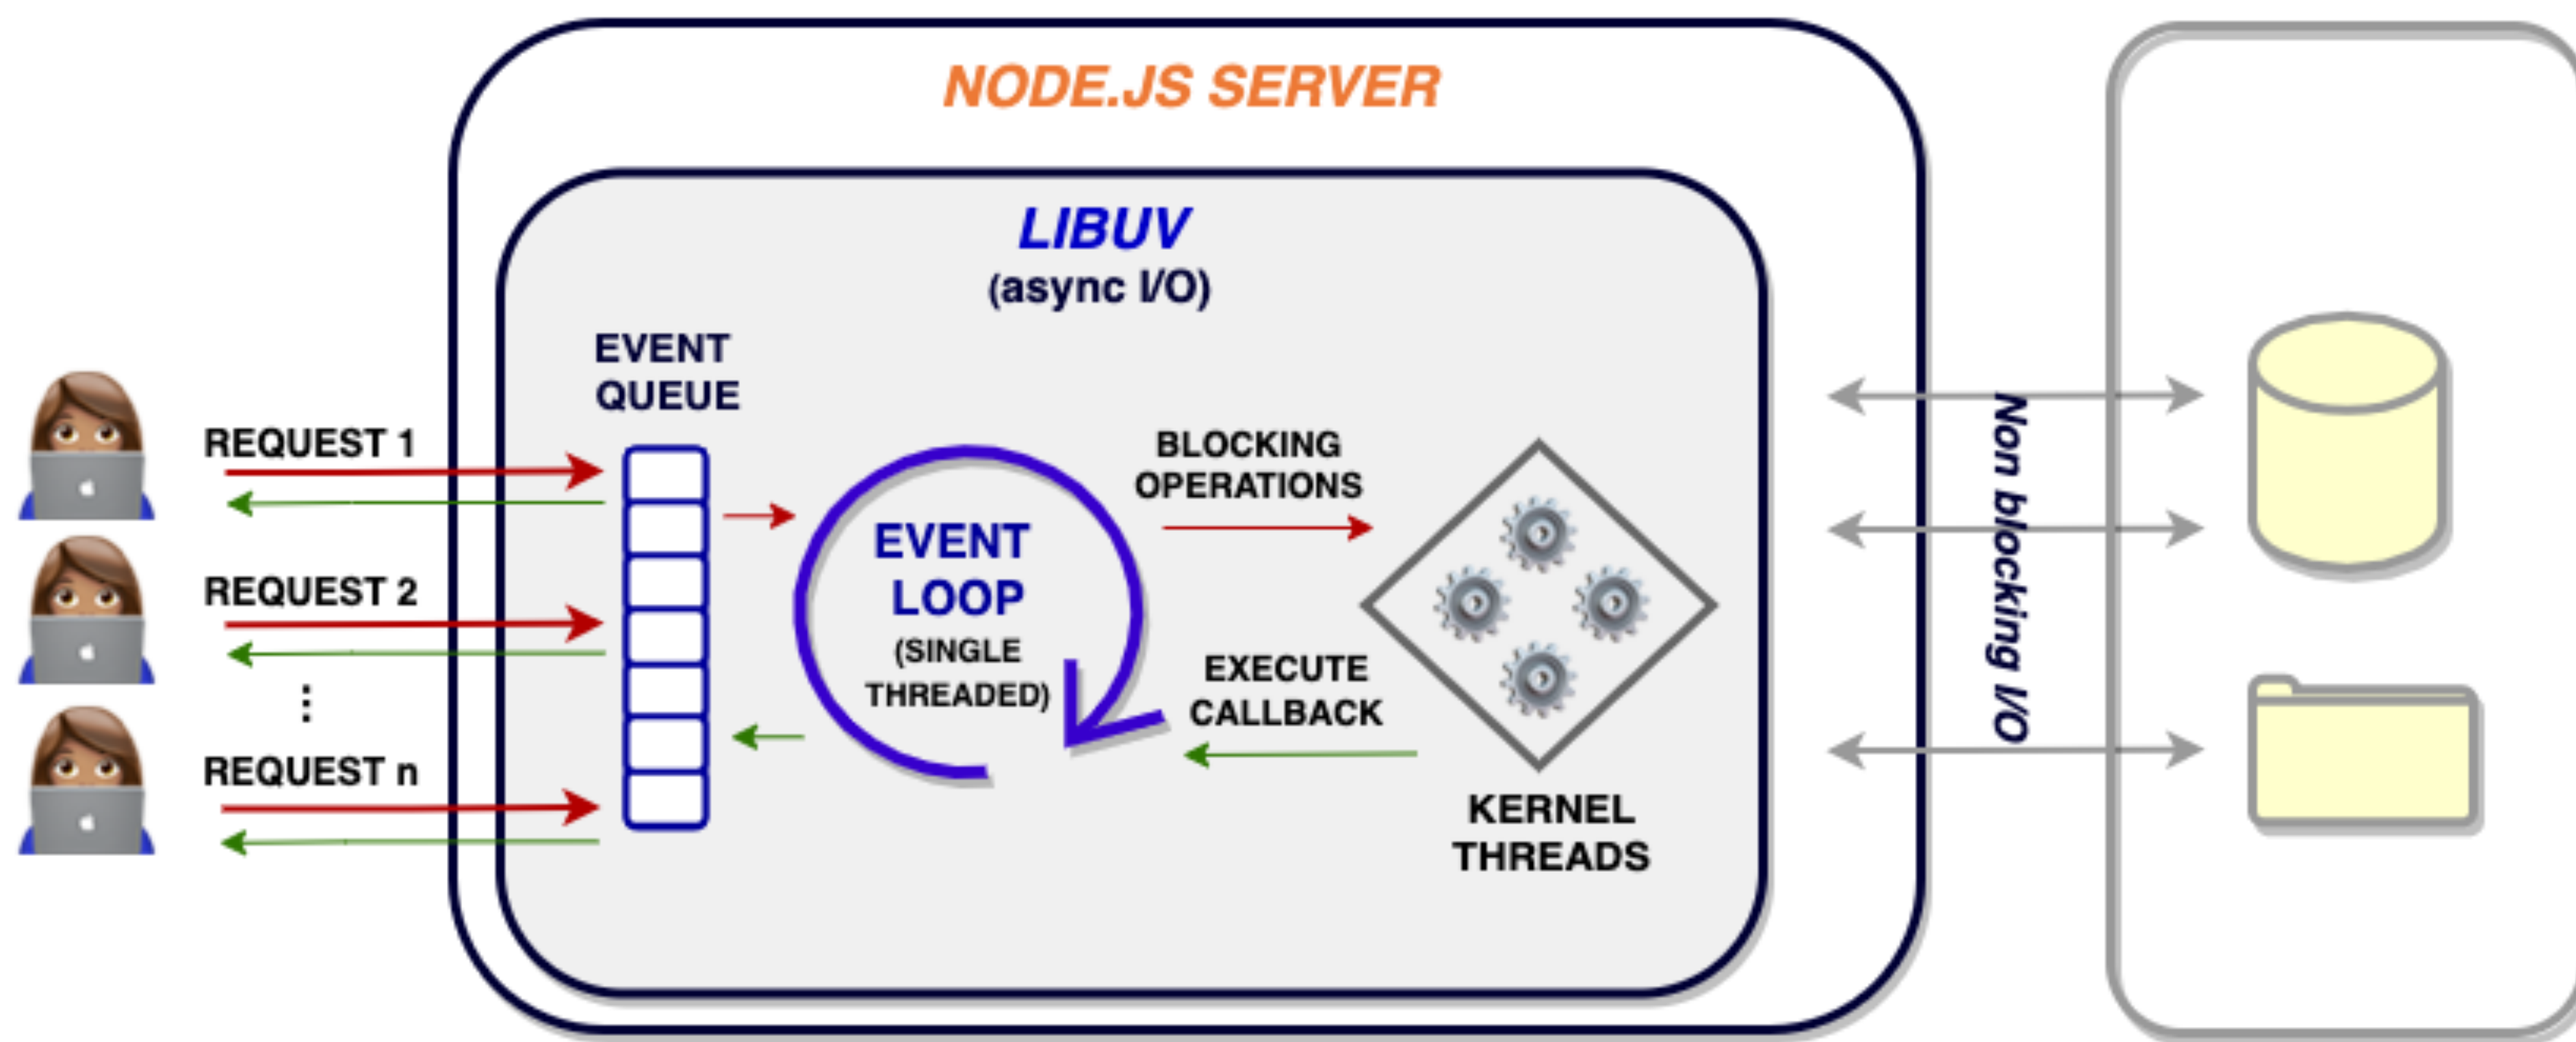 NODE.JS SERVER
LIBUV
(async I/O)
EVENT
QUEUE
REQUEST 1
REQUEST 2
⋮
REQUEST n
EVENT
LOOP
(SINGLE
THREADED)
BLOCKING
OPERATIONS
EXECUTE
CALLBACK
KERNEL
THREADS
Non blocking I/O